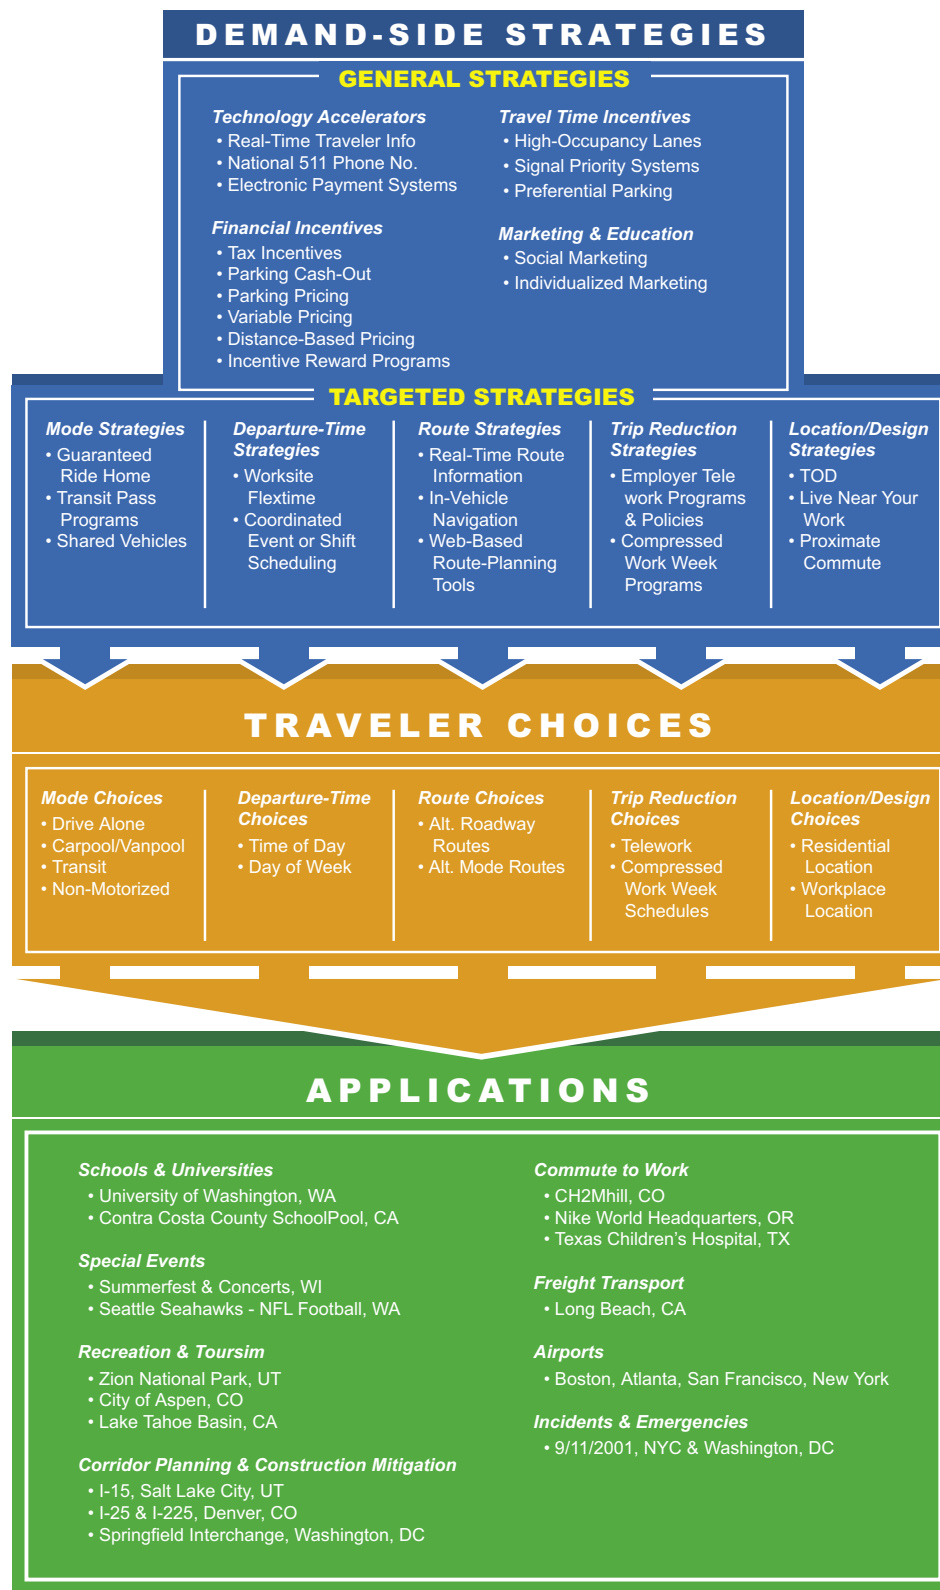 DEMAND-SIDE STRATEGIES
GENERAL STRATEGIES
Technology Accelerators
• Real-Time Traveler Info
• National 511 Phone No.
• Electronic Payment Systems
Financial Incentives
• Tax Incentives
• Parking Cash-Out
• Parking Pricing
• Variable Pricing
• Distance-Based Pricing
• Incentive Reward Programs
Travel Time Incentives
• High-Occupancy Lanes
• Signal Priority Systems
• Preferential Parking
Marketing & Education
• Social Marketing
• Individualized Marketing
TARGETED STRATEGIES
Mode Strategies
• Guaranteed
Ride Home
• Transit Pass
Programs
• Shared Vehicles
Departure-Time
Strategies
• Worksite
Flextime
• Coordinated
Event or Shift
Scheduling
Route Strategies
• Real-Time Route
Information
• In-Vehicle
Navigation
• Web-Based
Route-Planning
Tools
Trip Reduction
Strategies
• Employer Tele
work Programs
& Policies
• Compressed
Work Week
Programs
Location/Design
Strategies
• TOD
• Live Near Your
Work
• Proximate
Commute
TRAVELER CHOICES
Mode Choices
• Drive Alone
• Carpool/Vanpool
• Transit
• Non-Motorized
Departure-Time
Choices
• Time of Day
• Day of Week
Route Choices
• Alt. Roadway
Routes
• Alt. Mode Routes
Trip Reduction
Choices
• Telework
• Compressed
Work Week
Schedules
Location/Design
Choices
• Residential
Location
• Workplace
Location
APPLICATIONS
Schools & Universities
• University of Washington, WA
• Contra Costa County SchoolPool, CA
Special Events
• Summerfest & Concerts, WI
• Seattle Seahawks - NFL Football, WA
Recreation & Toursim
• Zion National Park, UT
• City of Aspen, CO
• Lake Tahoe Basin, CA
Corridor Planning & Construction Mitigation
• I-15, Salt Lake City, UT
• I-25 & I-225, Denver, CO
• Springfield Interchange, Washington, DC
Commute to Work
• CH2Mhill, CO
• Nike World Headquarters, OR
• Texas Children’s Hospital, TX
Freight Transport
• Long Beach, CA
Airports
• Boston, Atlanta, San Francisco, New York
Incidents & Emergencies
• 9/11/2001, NYC & Washington, DC